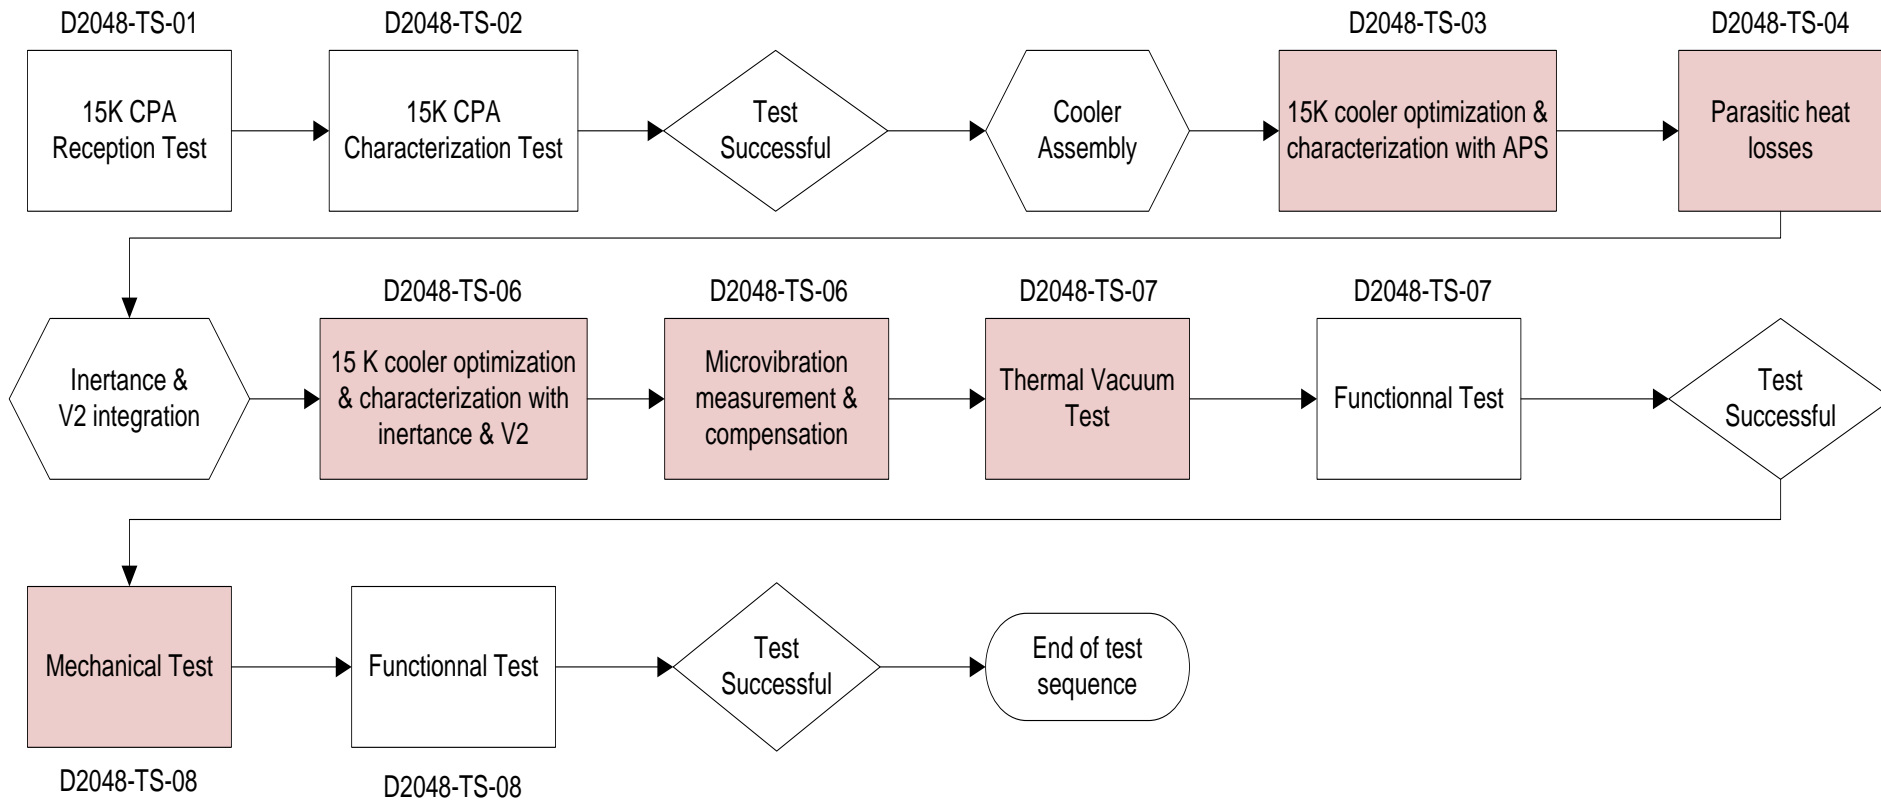 D2048-TS-01
15K CPA
Reception Test
D2048-TS-02
15K CPA
Characterization Test
Test
Successful
Cooler
Assembly
D2048-TS-03
15K cooler optimization &
characterization with APS
D2048-TS-04
Parasitic heat
losses
Inertance &
V2 integration
D2048-TS-06
15 K cooler optimization
& characterization with
inertance & V2
D2048-TS-06
Microvibration
measurement &
compensation
D2048-TS-07
Thermal Vacuum
Test
D2048-TS-07
Functionnal Test
Test
Successful
Mechanical Test
D2048-TS-08
Functionnal Test
D2048-TS-08
Test
Successful
End of test
sequence